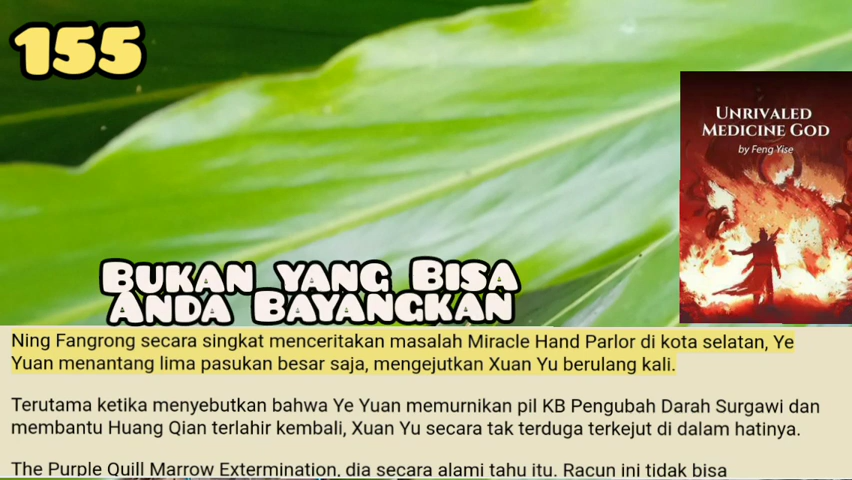 155
UNRIVALED
MEDICINE GOD
by Feng Yise
BUKAN YANG BISA
ANDA BAYANGKAN
Ning Fangrong secara singkat menceritakan masalah Miracle Hand Parlor di kota selatan, Ye
Yuan menantang lima pasukan besar saja, mengejutkan Xuan Yu berulang kali.
Terutama ketika menyebutkan bahwa Ye Yuan memurnikan pil KB Pengubah Darah Surgawi dan
membantu Huang Qian terlahir kembali, Xuan Yu secara tak terduga terkejut di dalam hatinya.
The Purple Quill Marrow Extermination, dia secara alami tahu itu. Racun ini tidak bisa